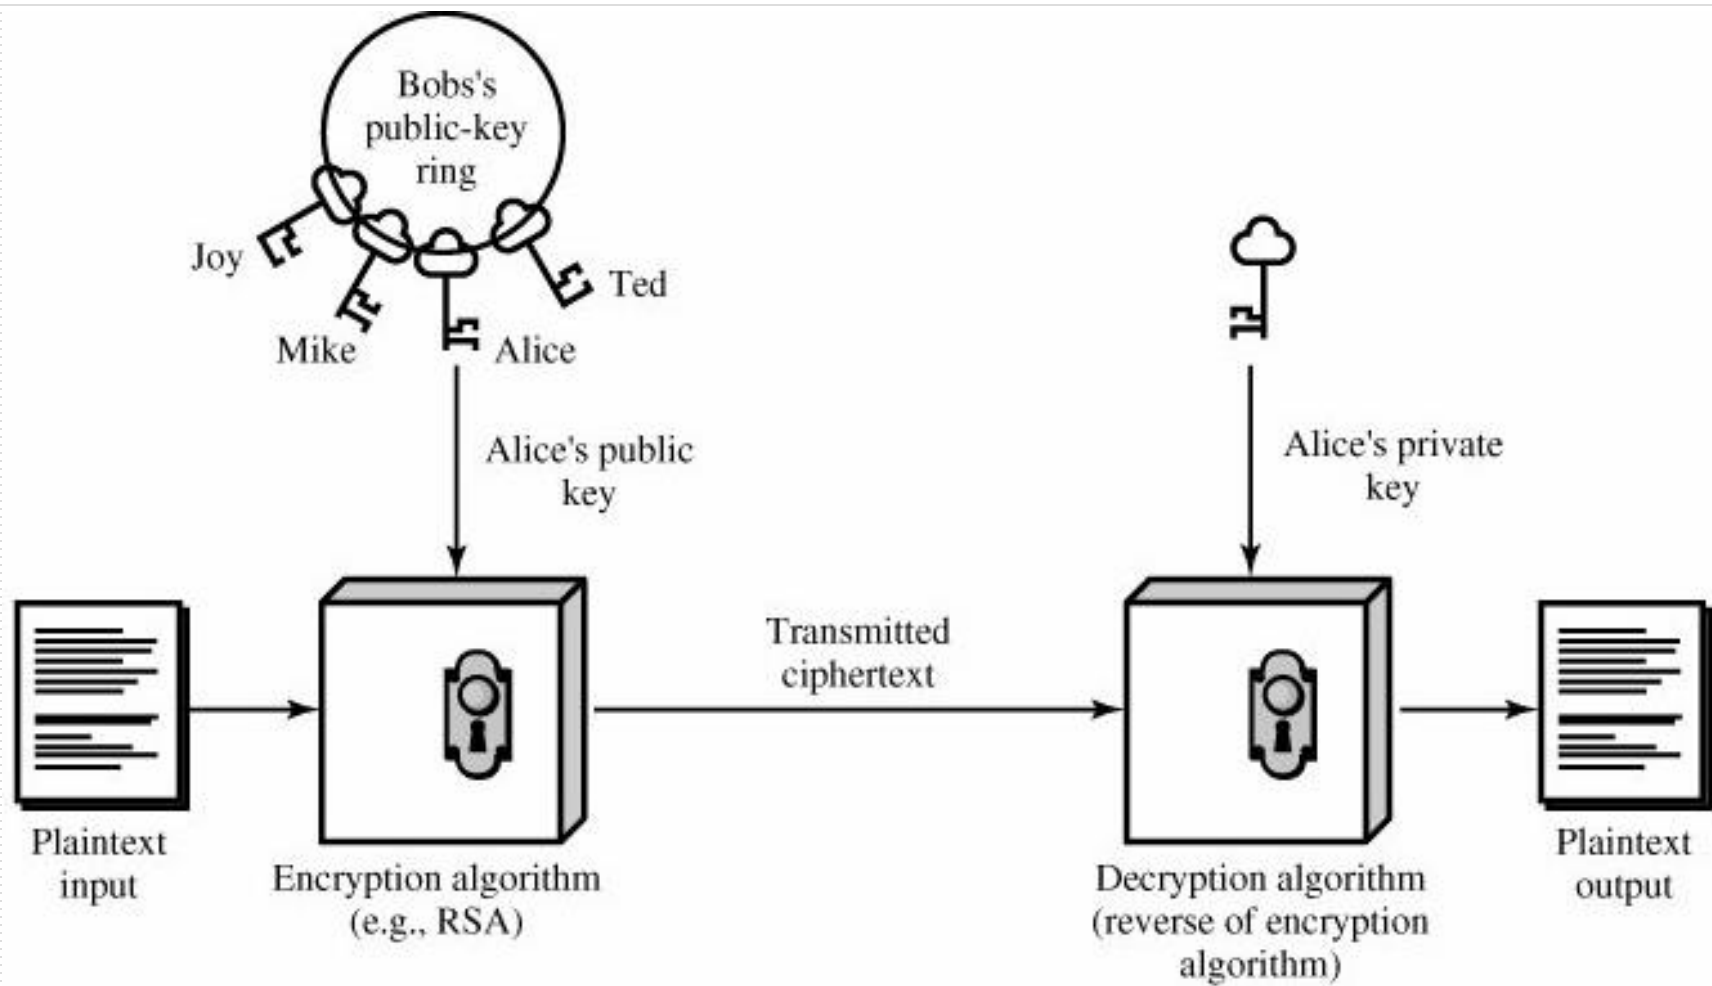 Bobs's
public-key
ring
Joy
Ted
Mike
Alice
Alice's public
key
Alice's private
key
Transmitted
ciphertext
Plaintext
input
Encryption algorithm
(e.g., RSA)
Decryption algorithm
(reverse of encryption
algorithm)
Plaintext
output